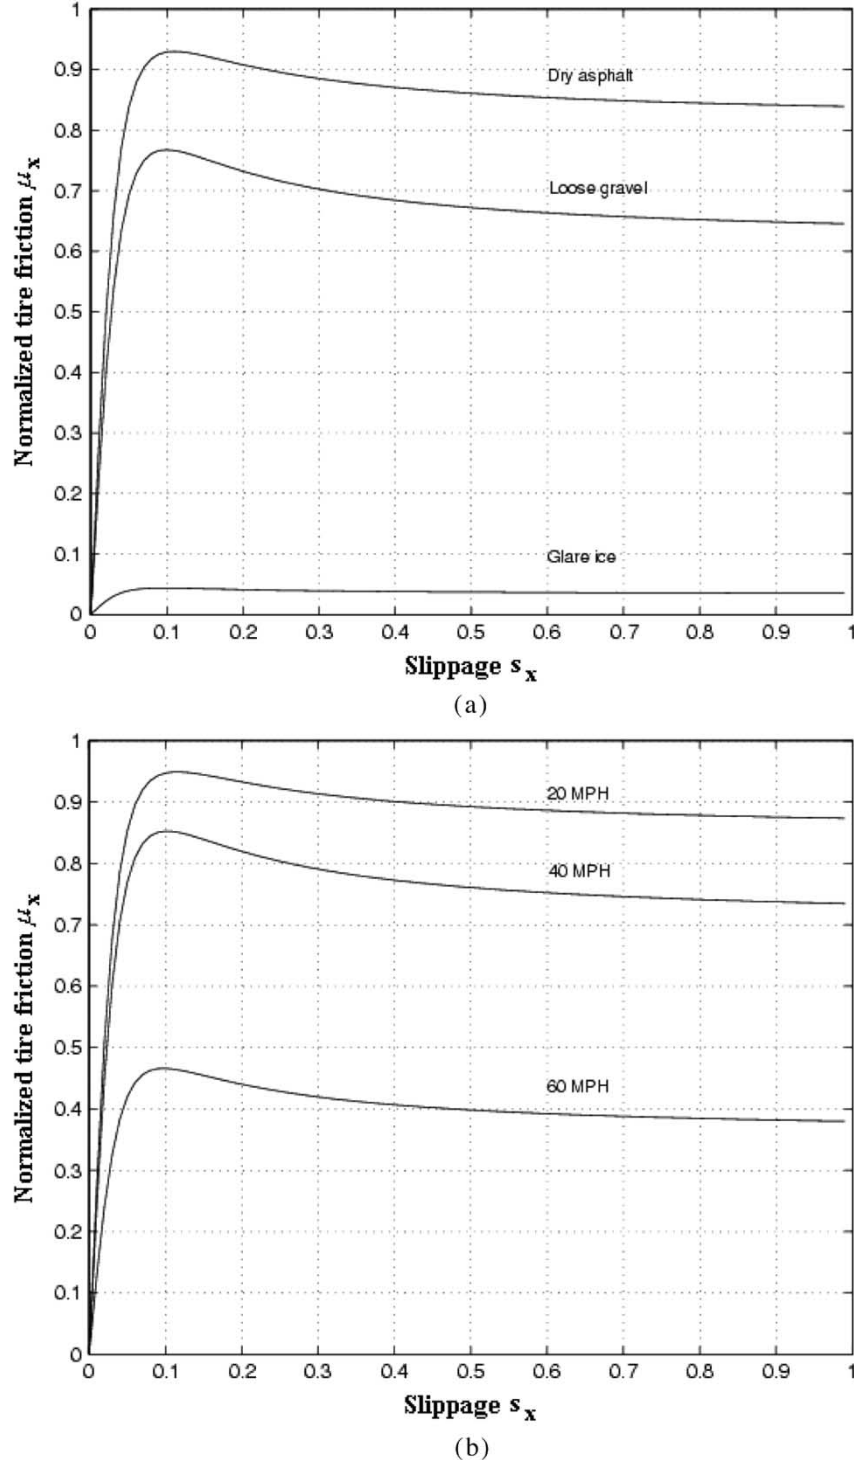 1
0.9
0.8
0.7
0.6
0.5
0.4
0.3
0.2
0.1
0
Normalized tire friction μx
Dry asphalt
Loose gravel
Glare ice
0 0.1 0.2 0.3 0.4 0.5 0.6 0.7 0.8 0.9 1
Slippage sx
(a)
1
0.9
0.8
0.7
0.6
0.5
0.4
0.3
0.2
0.1
0
Normalized tire friction μx
20 MPH
40 MPH
60 MPH
0 0.1 0.2 0.3 0.4 0.5 0.6 0.7 0.8 0.9 1
Slippage sx
(b)